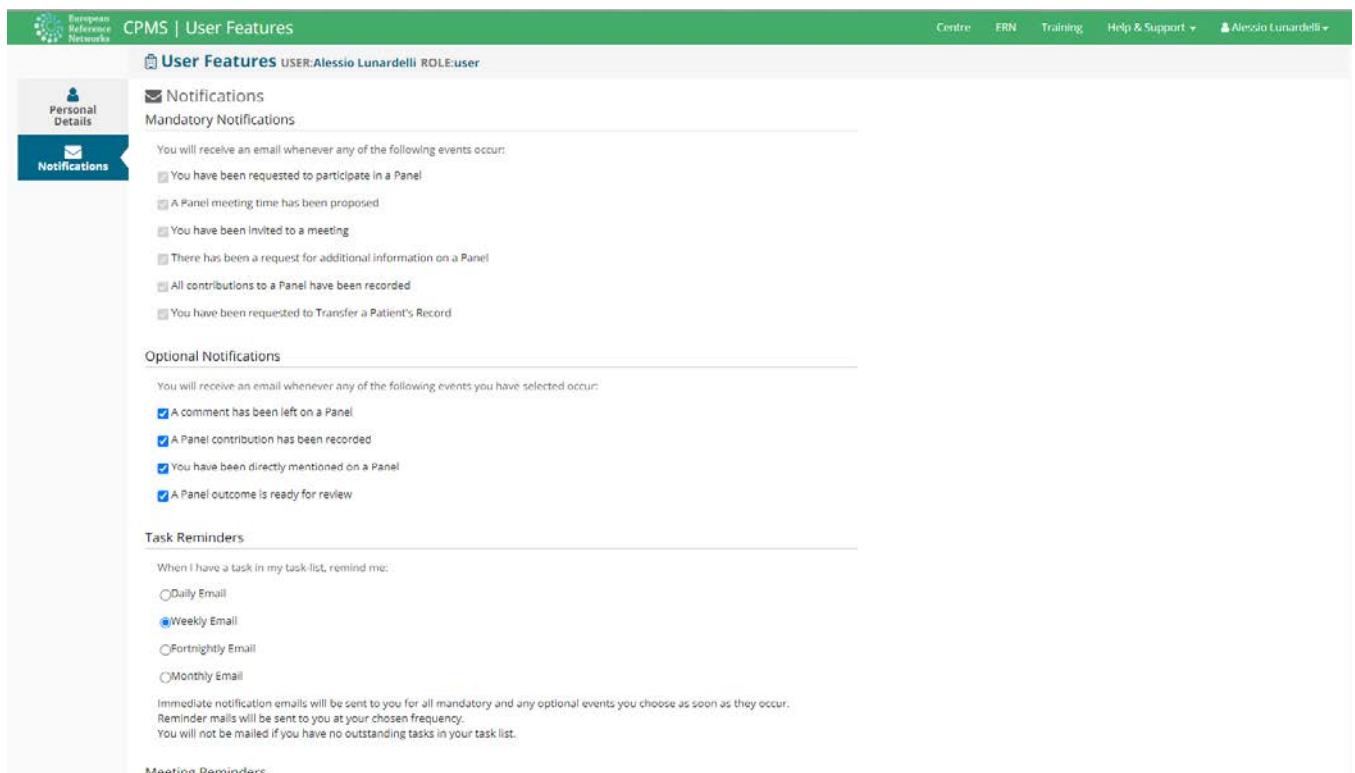 European
Reference
Networks
CPMS | User Features
Centre
ERN
Training
Help & Support
Alessio Lunardelli
User Features USER:Alessio Lunardelli ROLE:user
Personal
Details
Notifications
Notifications
Mandatory Notifications
You will receive an email whenever any of the following events occur:
You have been requested to participate in a Panel
A Panel meeting time has been proposed
You have been invited to a meeting
There has been a request for additional information on a Panel
All contributions to a Panel have been recorded
You have been requested to Transfer a Patient's Record
Optional Notifications
You will receive an email whenever any of the following events you have selected occur:
A comment has been left on a Panel
A Panel contribution has been recorded
You have been directly mentioned on a Panel
A Panel outcome is ready for review
Task Reminders
When I have a task in my task-list, remind me:
Daily Email
Weekly Email
Fortnightly Email
Monthly Email
Immediate notification emails will be sent to you for all mandatory and any optional events you choose as soon as they occur.
Reminder mails will be sent to you at your chosen frequency.
You will not be mailed if you have no outstanding tasks in your task list.
Meeting Reminders